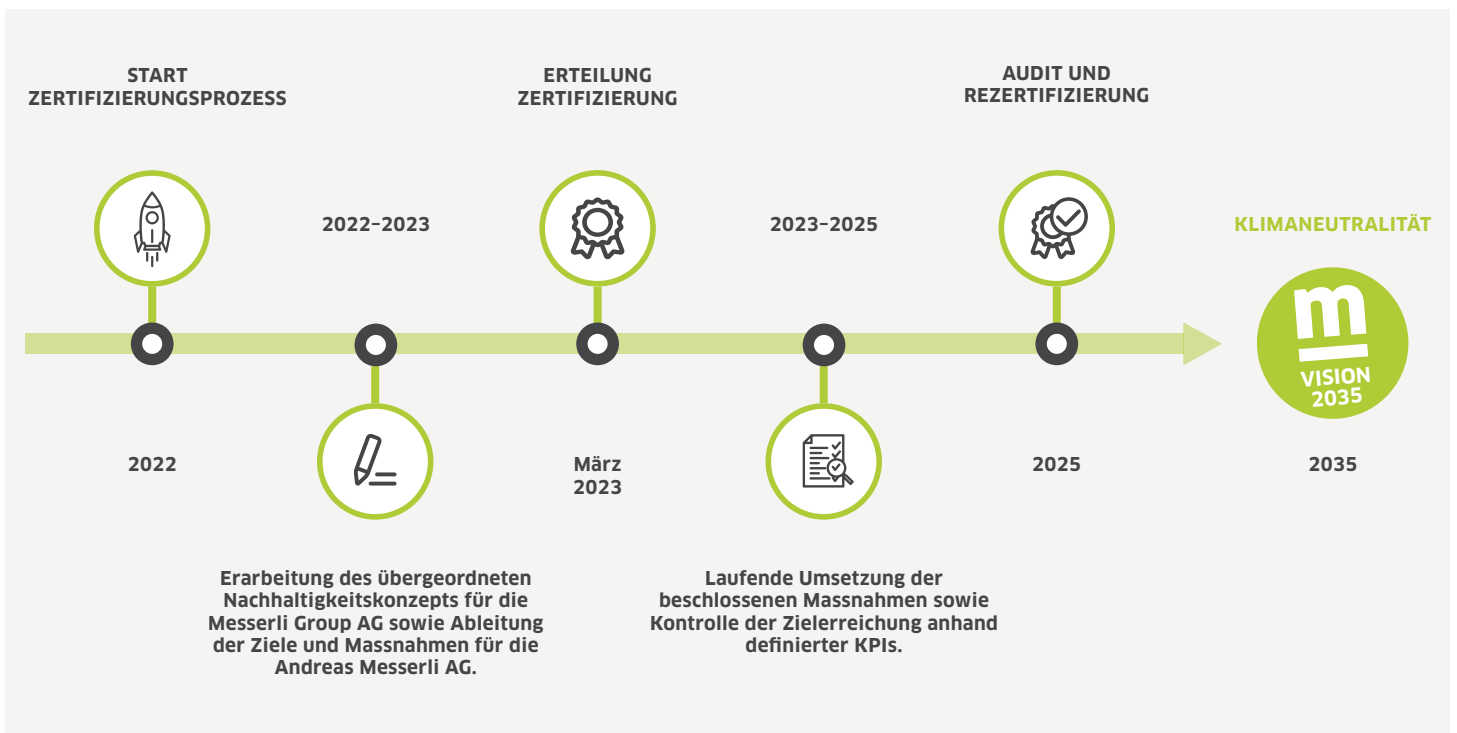 START
ZERTIFIZIERUNGSPROZESS
2022
2022–2023
Erarbeitung des übergeordneten
Nachhaltigkeitskonzepts für die
Messerli Group AG sowie Ableitung
der Ziele und Massnahmen für die
Andreas Messerli AG.
ERTEILUNG
ZERTIFIZIERUNG
März
2023
2023–2025
Laufende Umsetzung der
beschlossenen Massnahmen sowie
Kontrolle der Zielerreichung anhand
definierter KPIs.
AUDIT UND
REZERTIFIZIERUNG
2025
KLIMANEUTRALITÄT
m
VISION
2035
2035